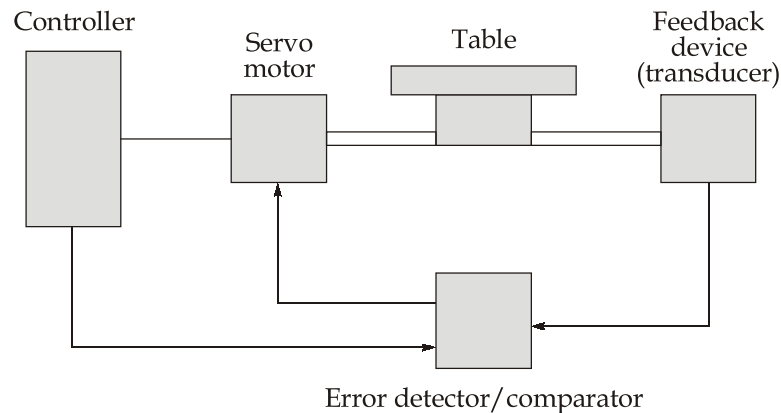 Controller
Servo
motor
Table
Feedback
device
(transducer)
Error detector/comparator